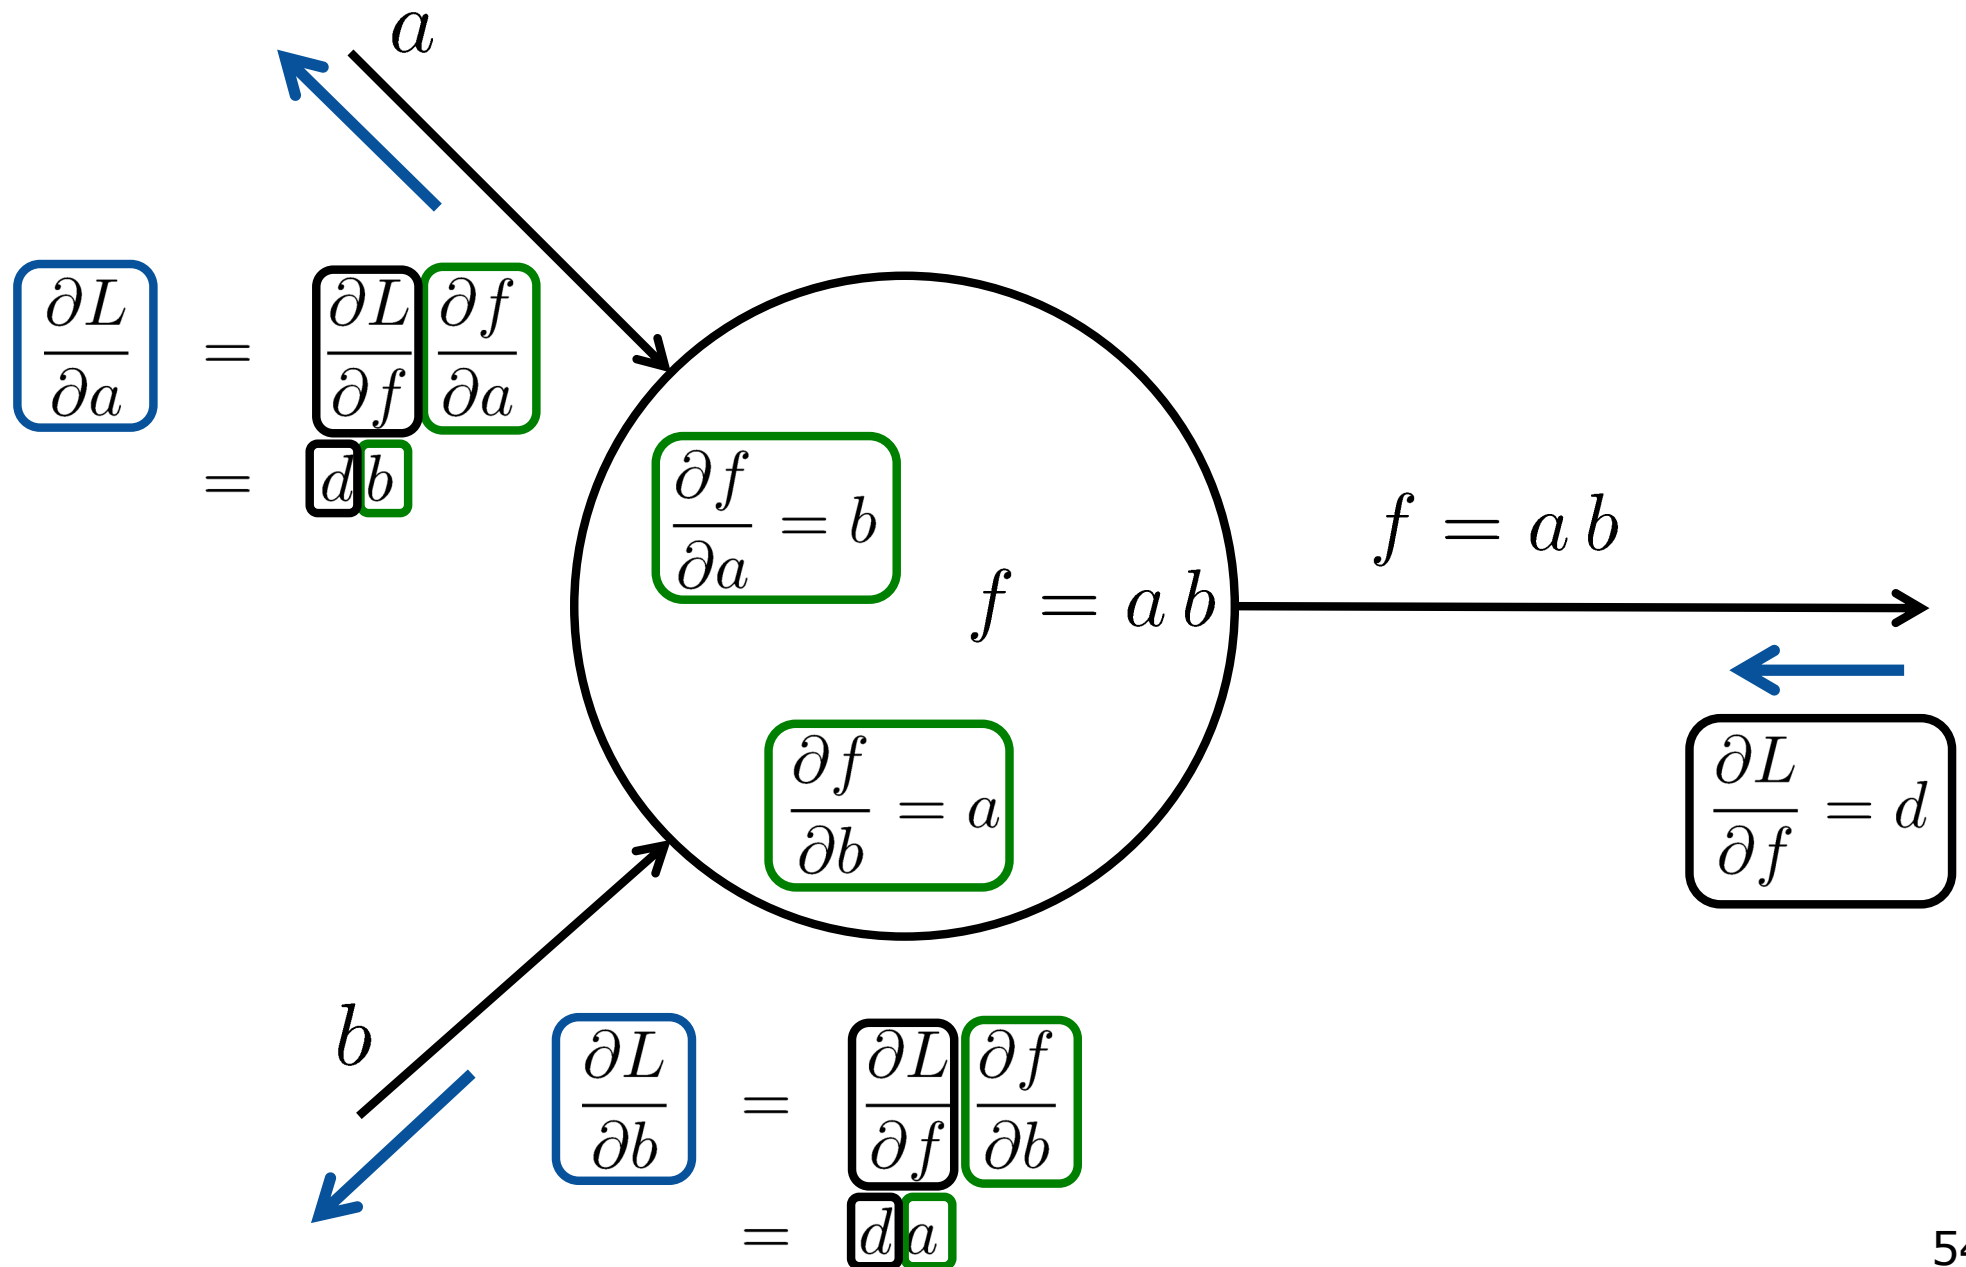 a
∂L/∂a = ∂L/∂f ∂f/∂a
= d b
∂f/∂a = b
f = a b
f = a b
∂f/∂b = a
∂L/∂f = d
b
∂L/∂b = ∂L/∂f ∂f/∂b
= d a